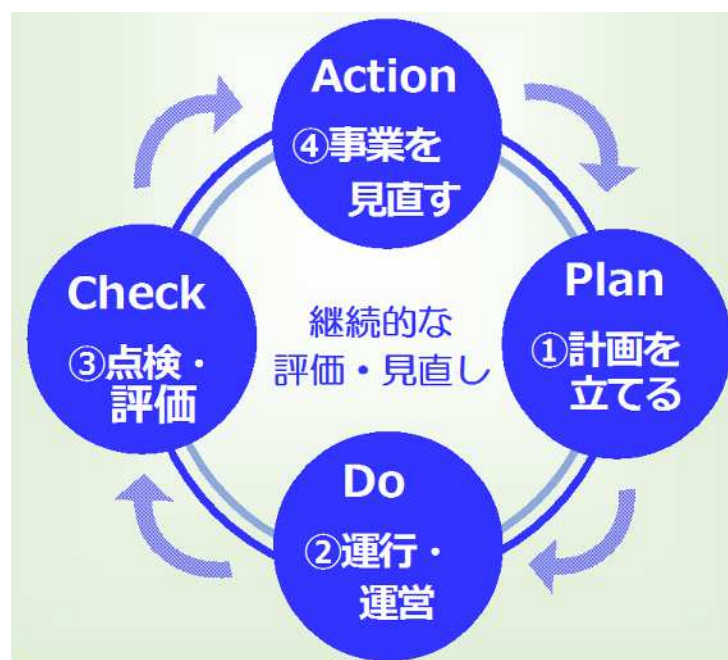 Action
④事業を
見直す
Plan
①計画を
立てる
Do
②運行・
運営
Check
③点検・
評価
継続的な
評価・見直し